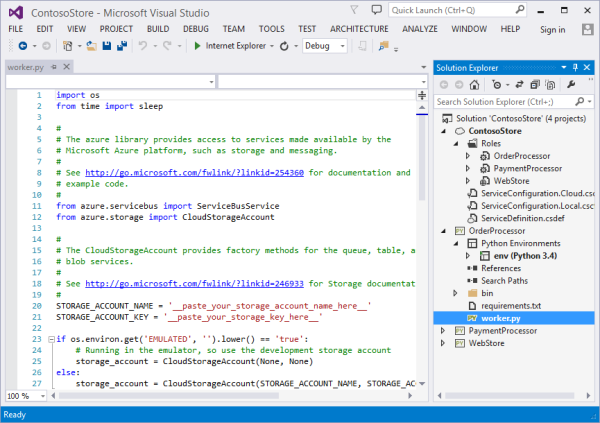 ContosoStore - Microsoft Visual Studio
Quick Launch (Ctrl+Q)
FILE EDIT VIEW PROJECT BUILD DEBUG TEAM TOOLS TEST ARCHITECTURE ANALYZE WINDOW HELP Sign in
Internet Explorer Debug
worker.py
1 import os
2 from time import sleep
3
4 #
5 # The azure library provides access to services made available by the
6 # Microsoft Azure platform, such as storage and messaging.
7 #
8 # See http://go.microsoft.com/fwlink/?linkid=254360 for documentation and
9 # example code.
10 #
11 from azure.servicebus import ServiceBusService
12 from azure.storage import CloudStorageAccount
13
14 #
15 # The CloudStorageAccount provides factory methods for the queue, table, a
16 # blob services.
17 #
18 # See http://go.microsoft.com/fwlink/?linkid=246933 for Storage documentat
19 #
20 STORAGE_ACCOUNT_NAME = '__paste_your_storage_account_name_here__'
21 STORAGE_ACCOUNT_KEY = '__paste_your_storage_key_here__'
22
23 if os.environ.get('EMULATED', '').lower() == 'true':
24 # Running in the emulator, so use the development storage account
25 storage_account = CloudStorageAccount(None, None)
26 else:
27 storage_account = CloudStorageAccount(STORAGE_ACCOUNT_NAME, STORAGE_ACC
100 %
Solution Explorer
Search Solution Explorer (Ctrl+;)
Solution 'ContosoStore' (4 projects)
ContosoStore
Roles
OrderProcessor
PaymentProcessor
WebStore
ServiceConfiguration.Cloud.csc
ServiceConfiguration.Local.csc
ServiceDefinition.csdef
PY OrderProcessor
Python Environments
env (Python 3.4)
References
Search Paths
bin
requirements.txt
PY worker.py
PY PaymentProcessor
PY WebStore
Ready